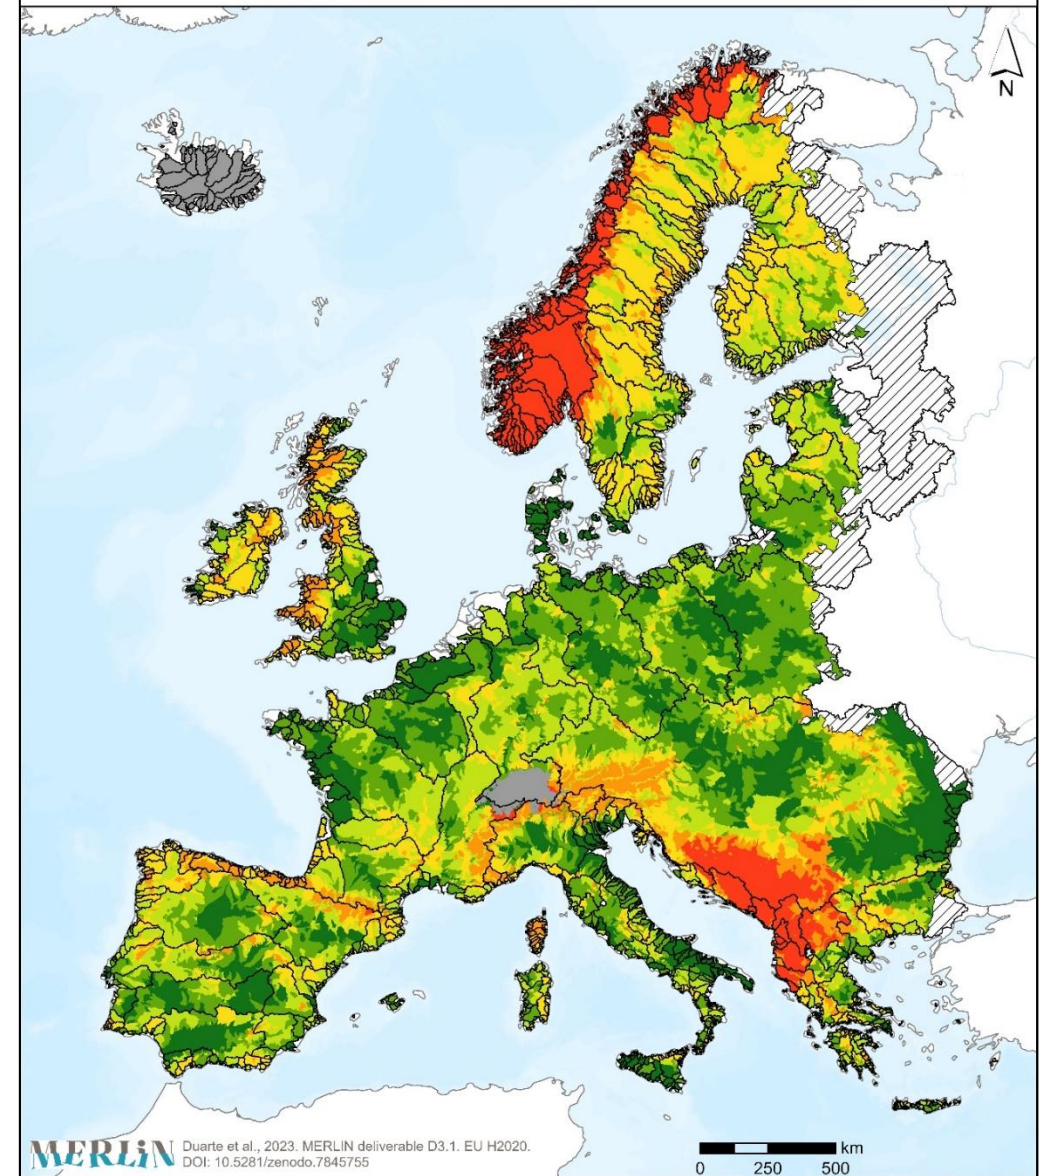 N
MERLiN
Duarte et al., 2023. MERLIN deliverable D3.1. EU H2020.
DOI: 10.5281/zenodo.7845755
km
0 250 500